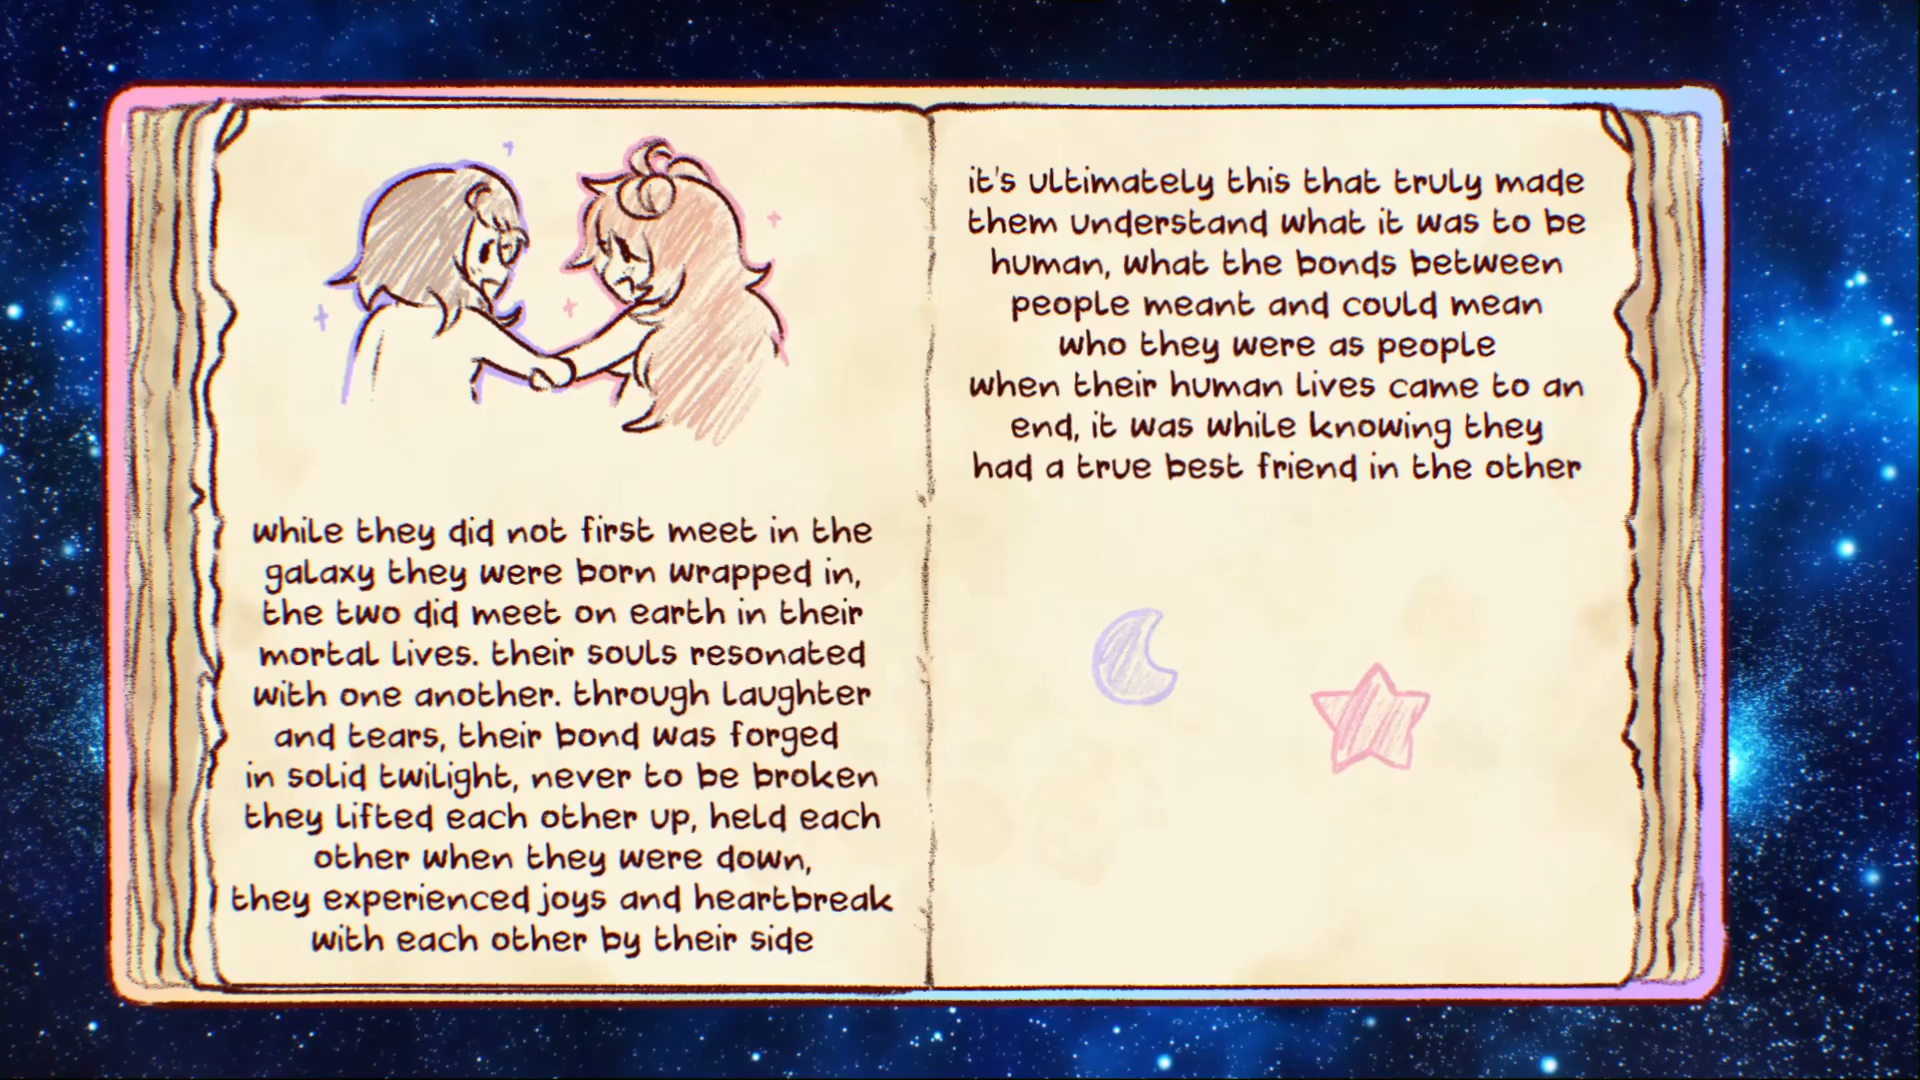 while they did not first meet in the
galaxy they were born wrapped in,
the two did meet on earth in their
mortal lives. their souls resonated
with one another. through laughter
and tears, their bond was forged
in solid twilight, never to be broken
they lifted each other up, held each
other when they were down,
they experienced joys and heartbreak
with each other by their side
it's ultimately this that truly made
them understand what it was to be
human, what the bonds between
people meant and could mean
who they were as people
when their human lives came to an
end, it was while knowing they
had a true best friend in the other